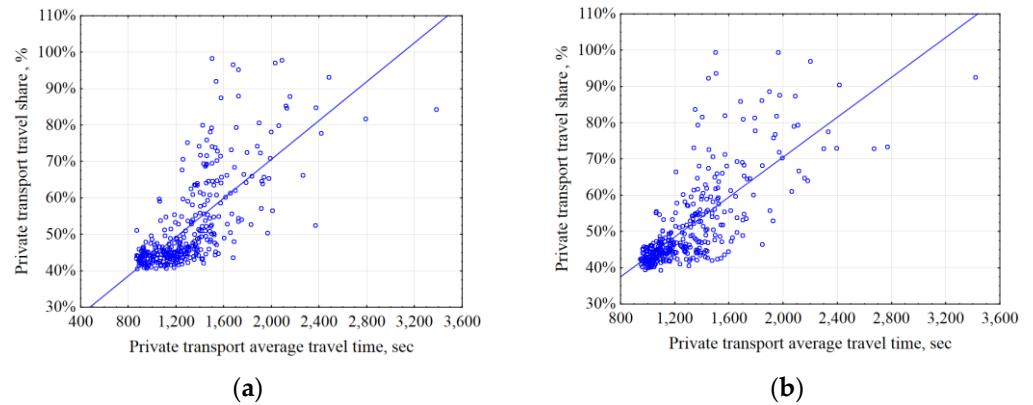 110%
100%
90%
80%
70%
60%
50%
40%
30%
400 800 1,200 1,600 2,000 2,400 2,800 3,200 3,600
Private transport travel share, %
Private transport average travel time, sec
(a)
110%
100%
90%
80%
70%
60%
50%
40%
30%
800 1,200 1,600 2,000 2,400 2,800 3,200 3,600
Private transport travel share, %
Private transport average travel time, sec
(b)